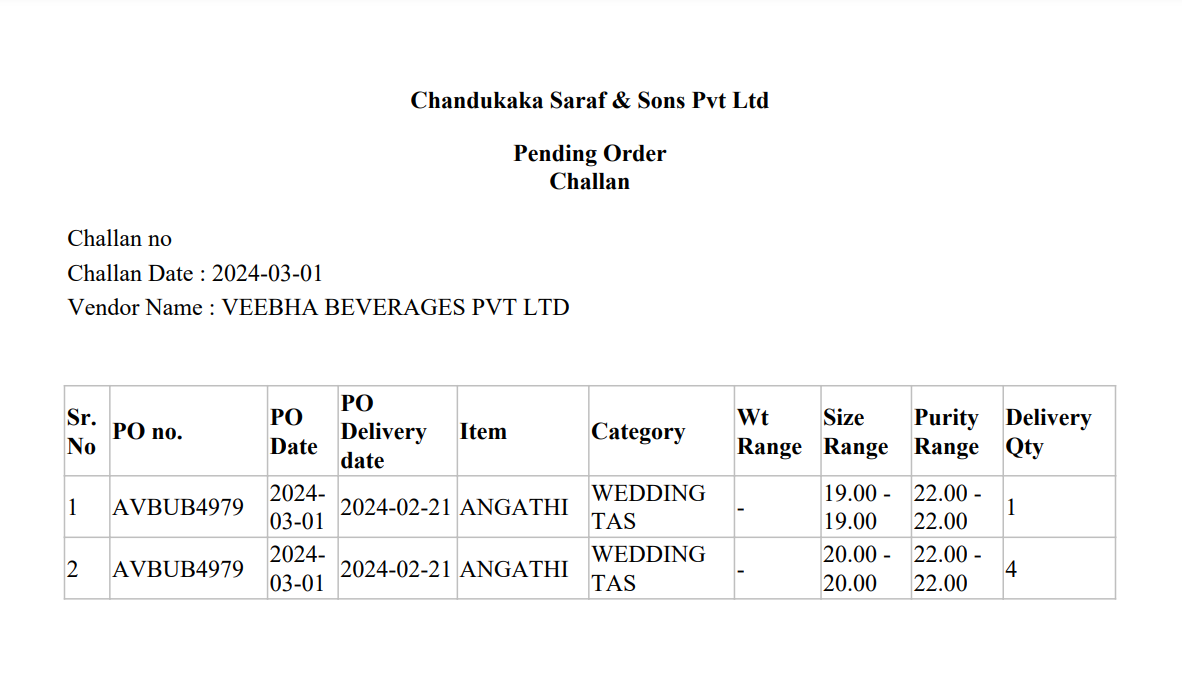 Chandukaka Saraf & Sons Pvt Ltd
Pending Order
Challan
Challan no
Challan Date : 2024-03-01
Vendor Name : VEEBHA BEVERAGES PVT LTD
Sr. No PO no. PO Date PO Delivery date Item Category Wt Range Size Range Purity Range Delivery Qty
1 AVBUB4979 2024-03-01 2024-02-21 ANGATHI WEDDING TAS - 19.00 - 19.00 22.00 - 22.00 1
2 AVBUB4979 2024-03-01 2024-02-21 ANGATHI WEDDING TAS - 20.00 - 20.00 22.00 - 22.00 4